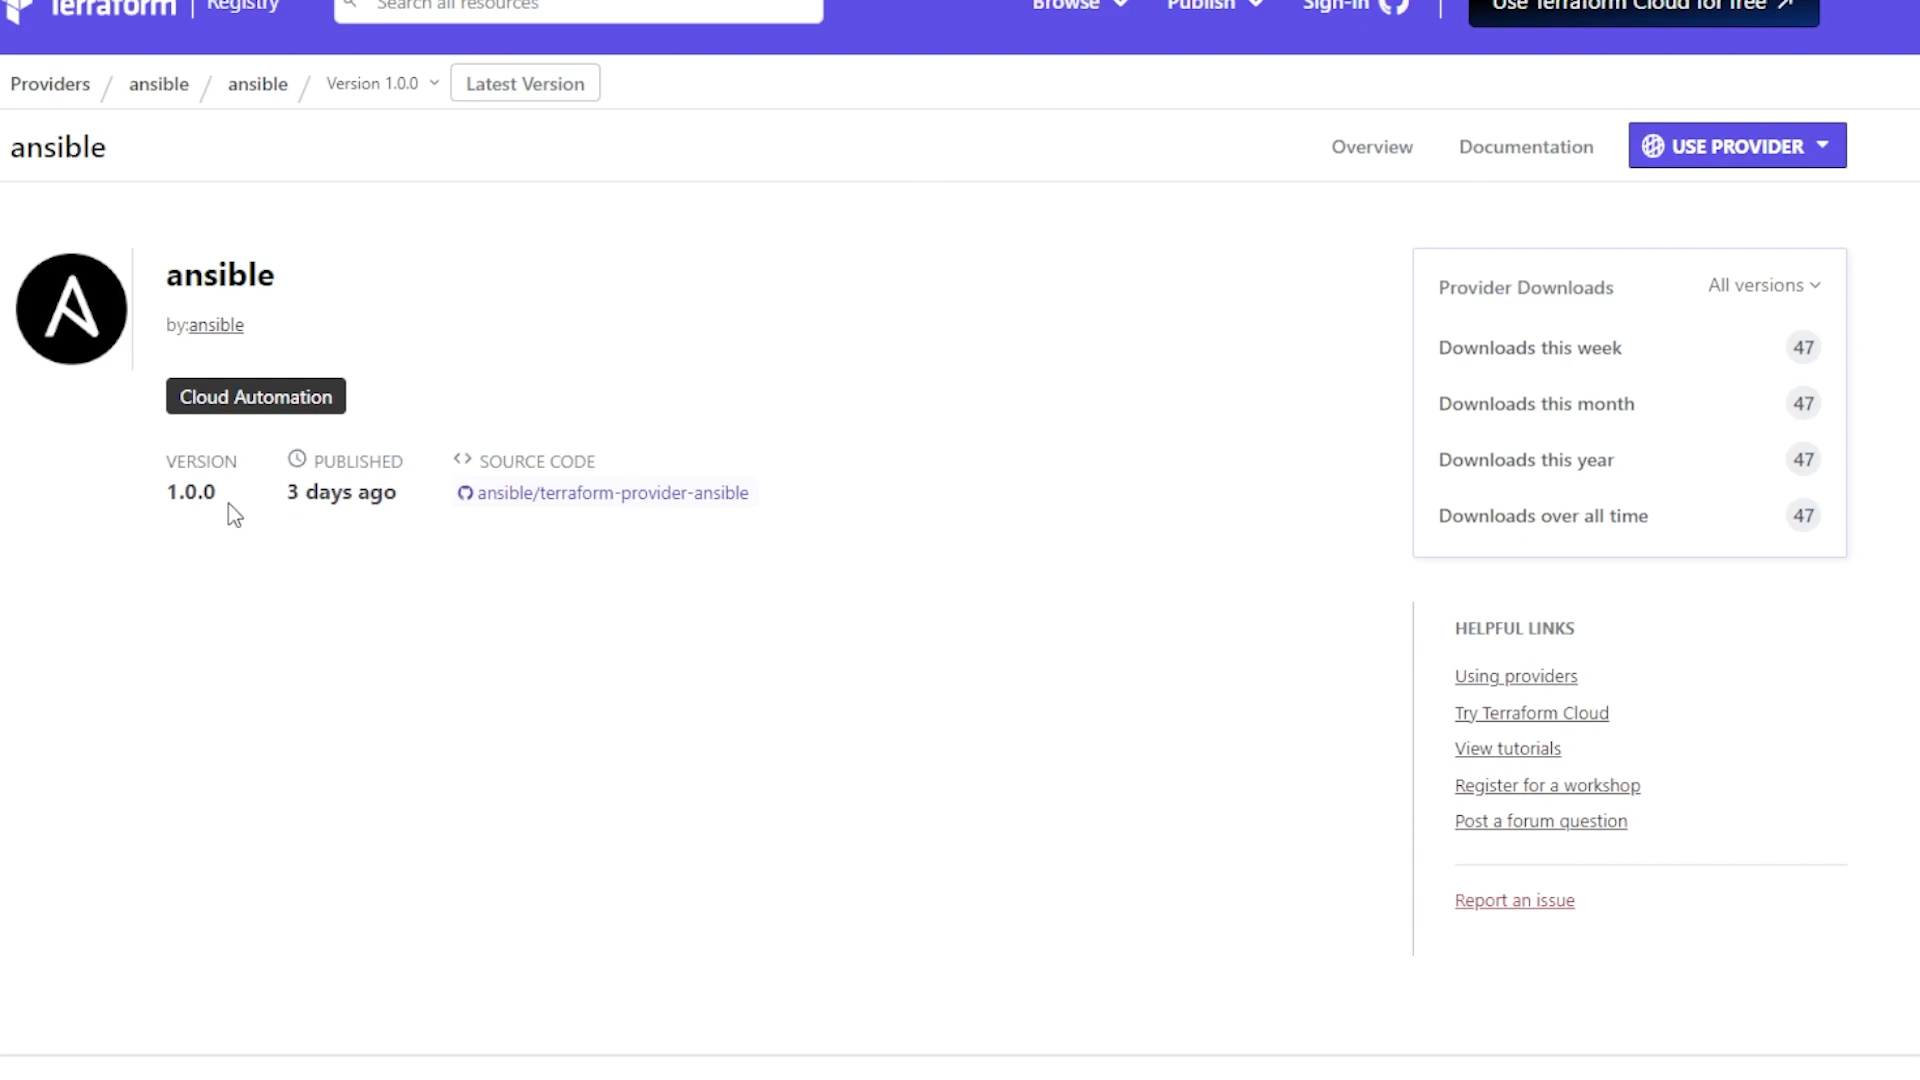 Terraform | Registry
Search all resources
Browse
Publish
Sign-in
Use Terraform Cloud for free
Providers / ansible / ansible / Version 1.0.0
Latest Version
ansible
Overview
Documentation
USE PROVIDER
ansible
by:ansible
Cloud Automation
VERSION
1.0.0
PUBLISHED
3 days ago
SOURCE CODE
ansible/terraform-provider-ansible
Provider Downloads
All versions
Downloads this week 47
Downloads this month 47
Downloads this year 47
Downloads over all time 47
HELPFUL LINKS
Using providers
Try Terraform Cloud
View tutorials
Register for a workshop
Post a forum question
Report an issue